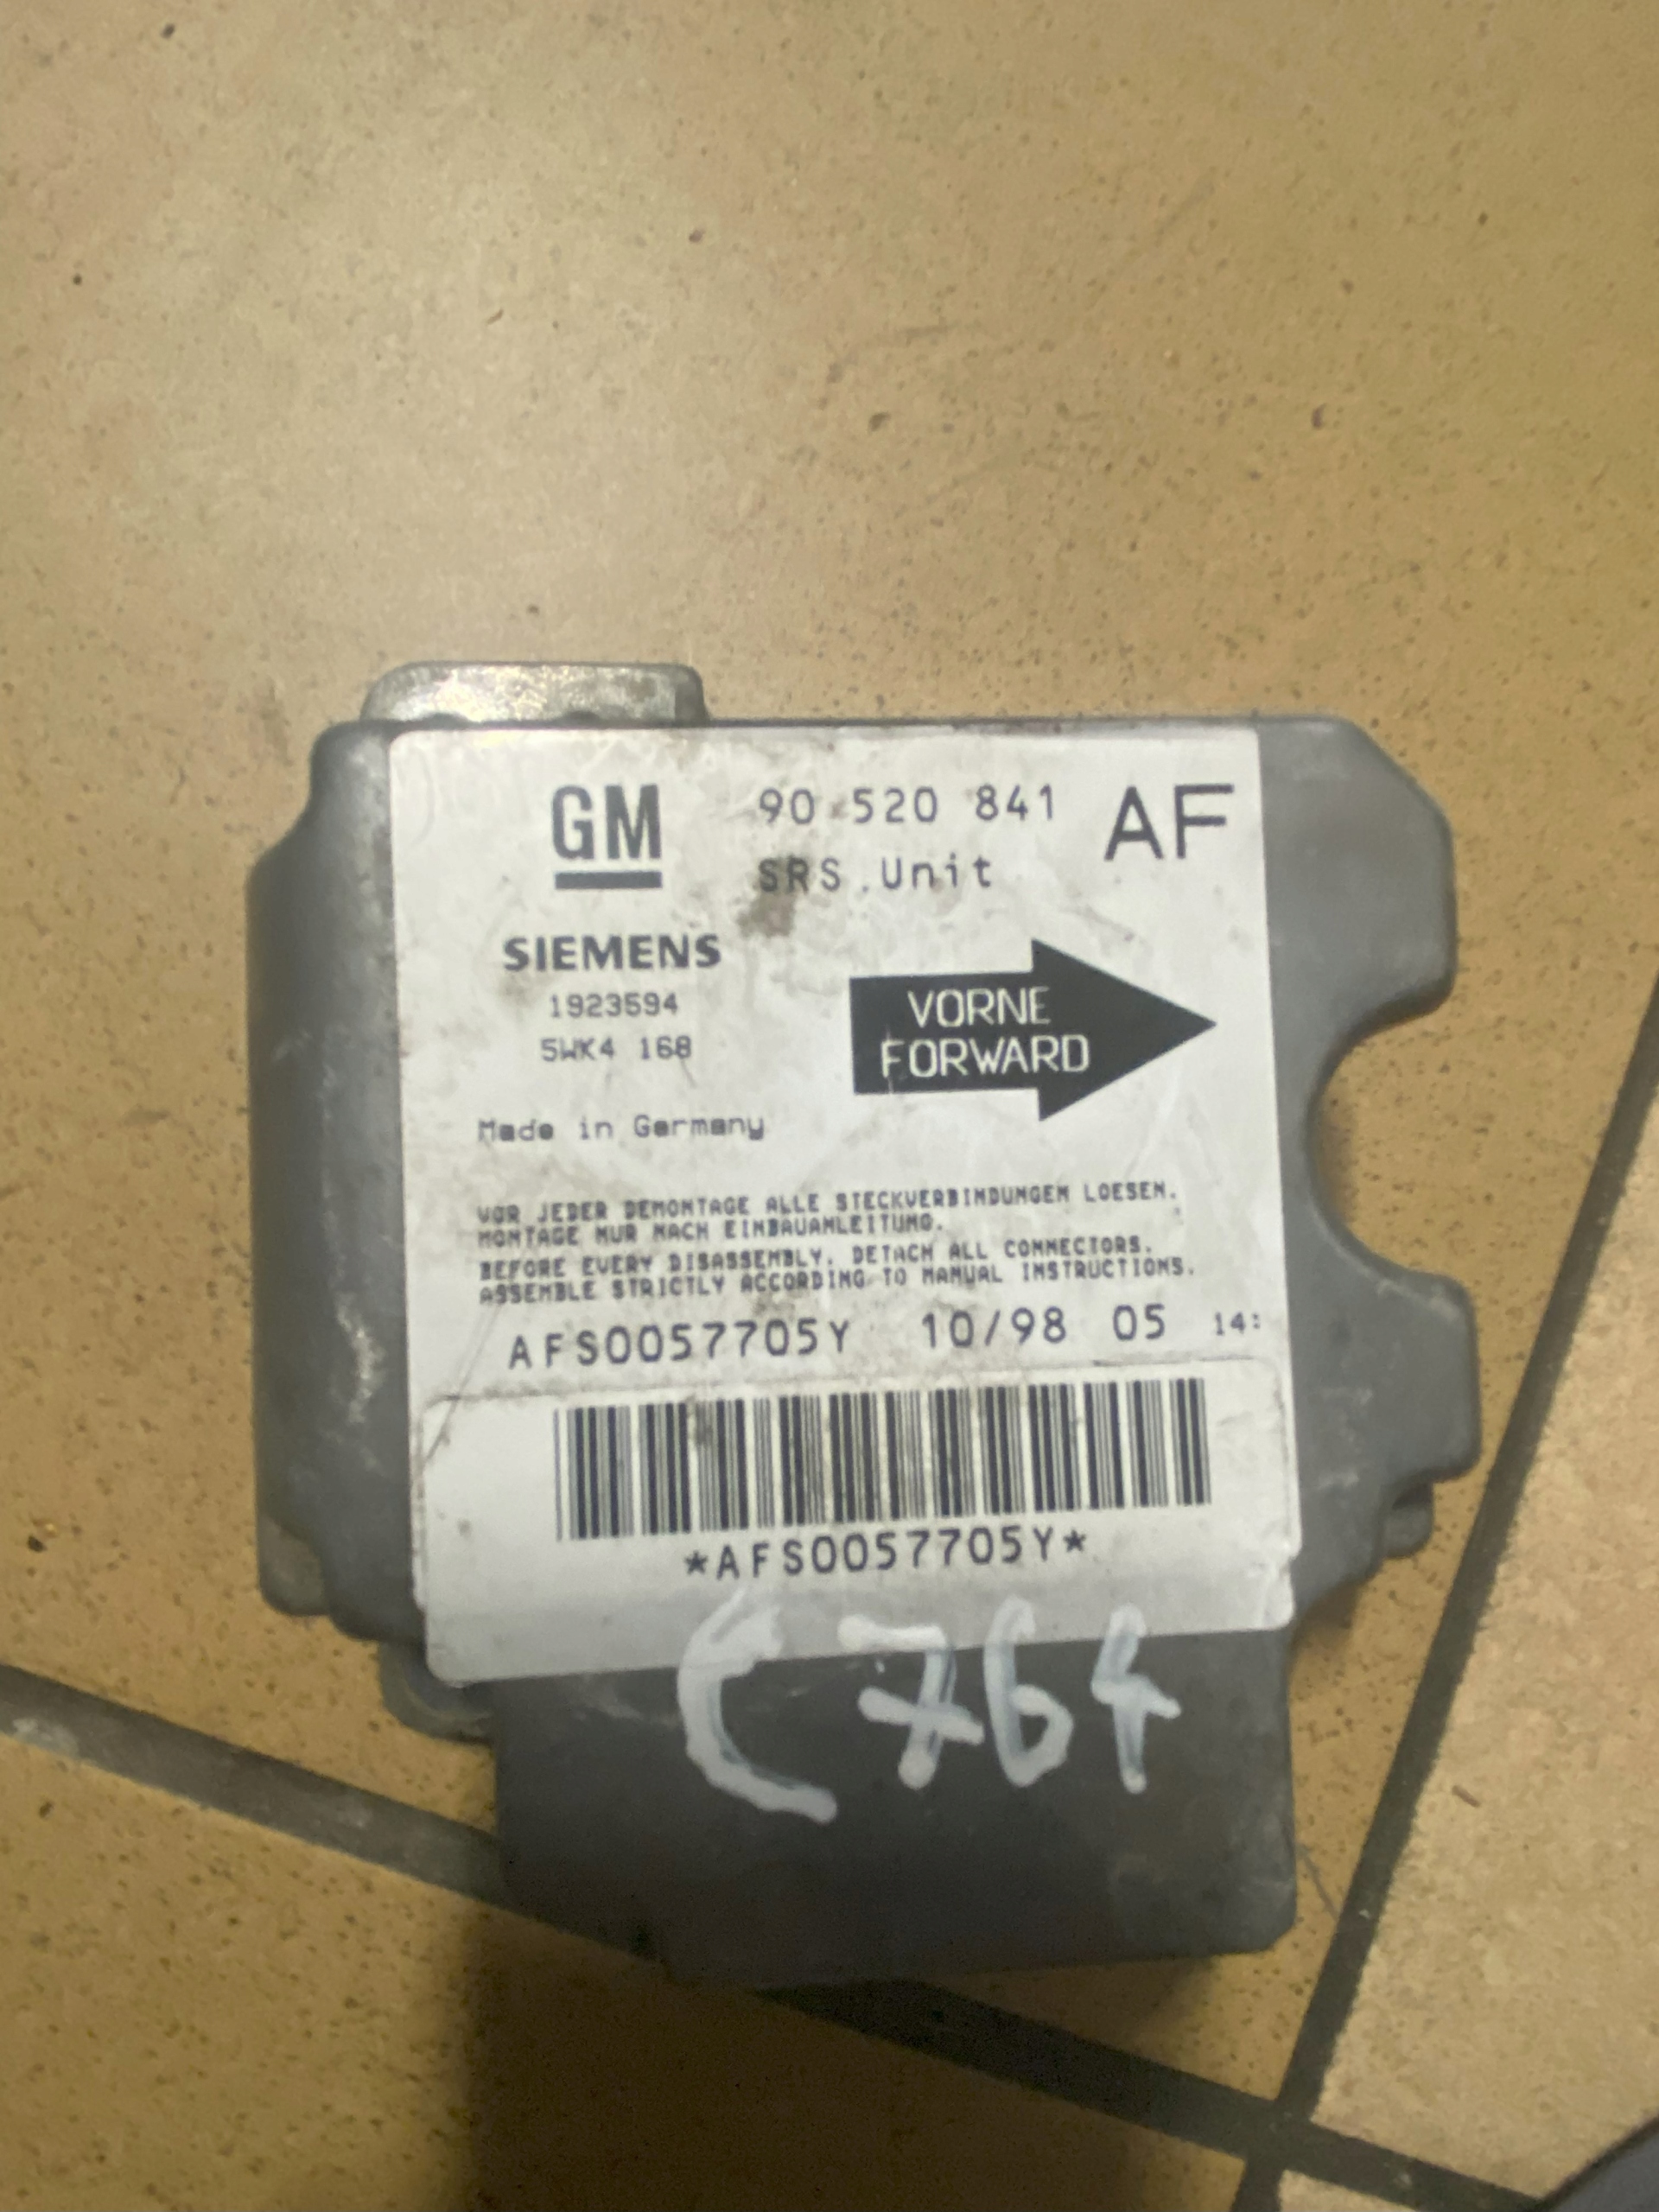 GM 90 520 841 AF
SRS.Unit
SIEMENS
1923594
5WK4 168
VORNE
FORWARD
Made in Germany
VOR JEDER DEMONTAGE ALLE STECKVERBINDUNGEN LOESEN.
MONTAGE NUR NACH EINBAUANLEITUNG.
BEFORE EVERY DISASSEMBLY, DETACH ALL CONNECTORS.
ASSEMBLE STRICTLY ACCORDING TO MANUAL INSTRUCTIONS.
AFS0057705Y 10/98 05 14:
*AFS0057705Y*
C764